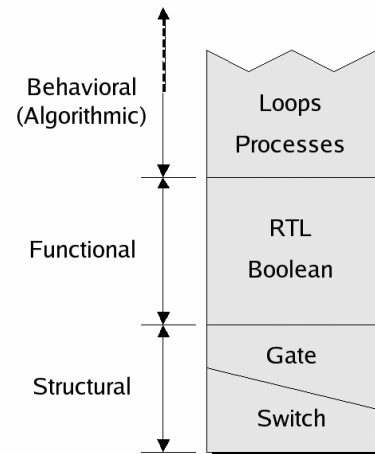 Behavioral
(Algorithmic)
Loops
Processes
Functional
RTL
Boolean
Structural
Gate
Switch